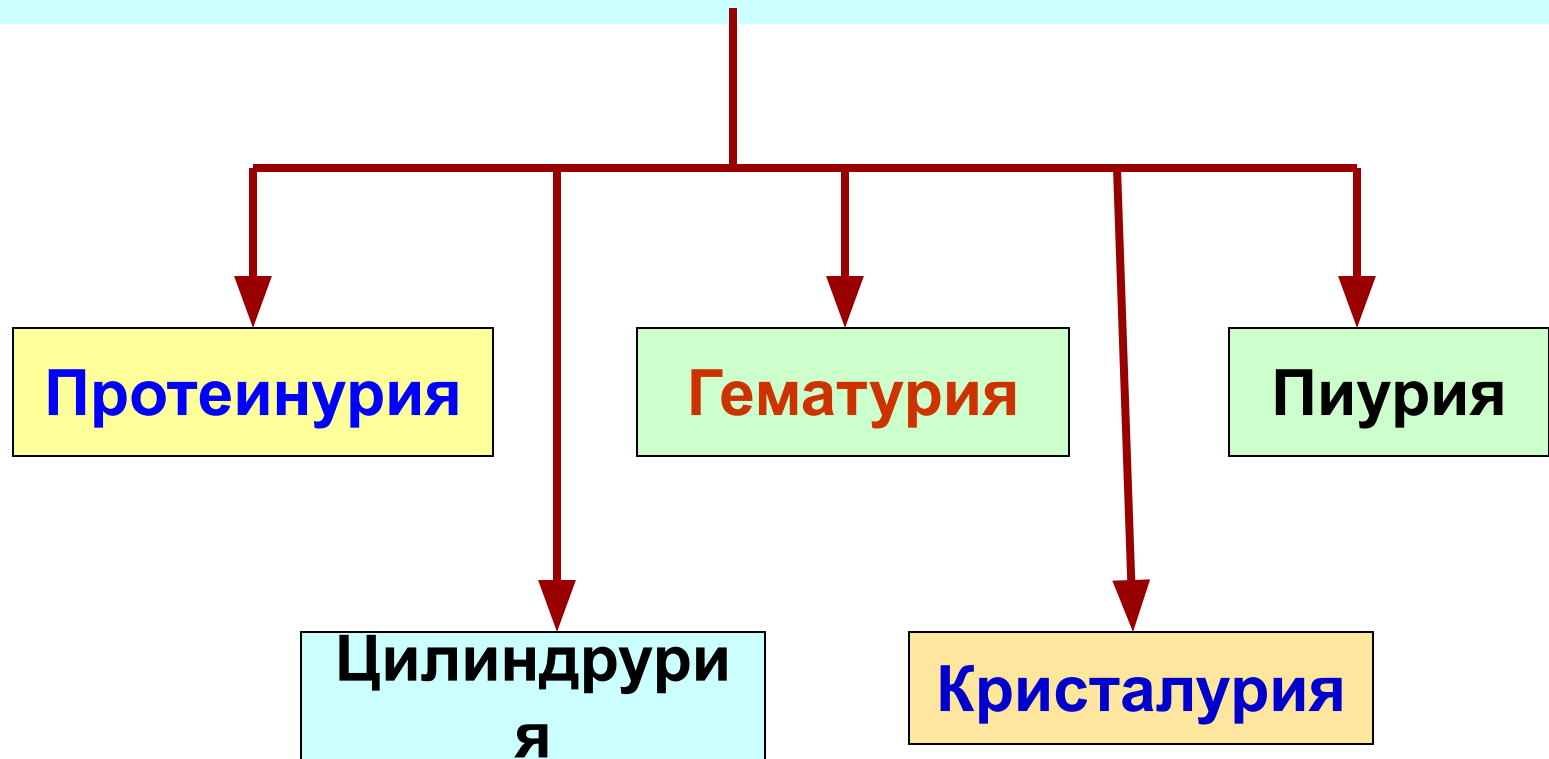 Протеинурия
Гематурия
Пиурия
Цилиндрури
я
Кристалурия